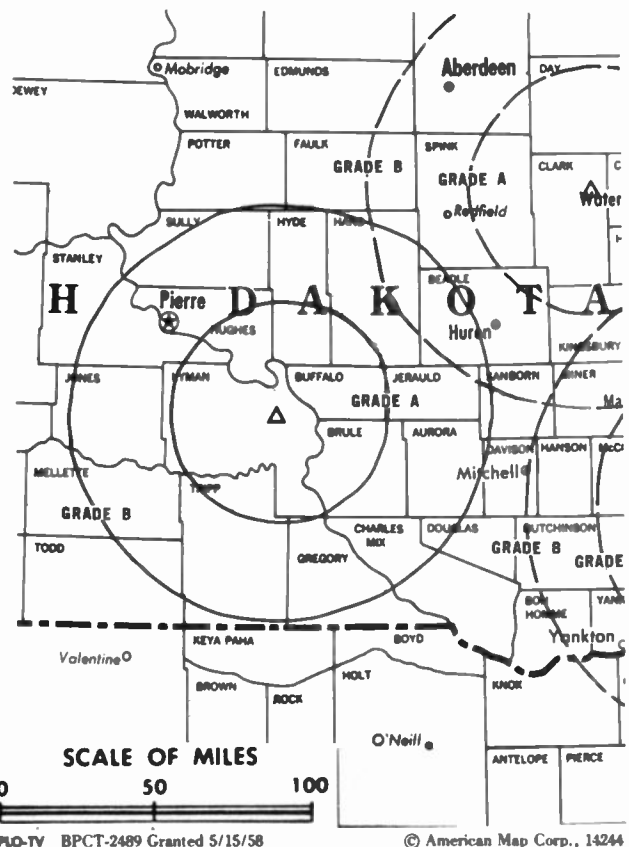 Mobridge
EDMUNDS
Aberdeen
DAY
WALWORTH
POTTER
FAULK
SPINK
GRADE B
GRADE A
CLARK
Redfield
SULLY
HYDE
HAND
STANLEY
BEADLE
H D A K O T A
Pierre
HUGHES
Huron
KINGSBURY
JONES
LYMAN
BUFFALO
JERAULD
SANBORN
MINER
GRADE A
BRULE
AURORA
DAVISON
HANSON
MELLETTE
Mitchell
TRIPP
GRADE B
CHARLES
MIX
DOUGLAS
HUTCHINSON
TODD
GREGORY
GRADE B
GRADE
BON
HOMME
Yankton
KEYA PAHA
BOYD
Valentine
BROWN
ROCK
HOLT
KNOX
O'Neill
SCALE OF MILES
ANTELOPE
PIERCE
0 50 100
PLO-TV BPCT-2489 Granted 5/15/58
© American Map Corp., 14244